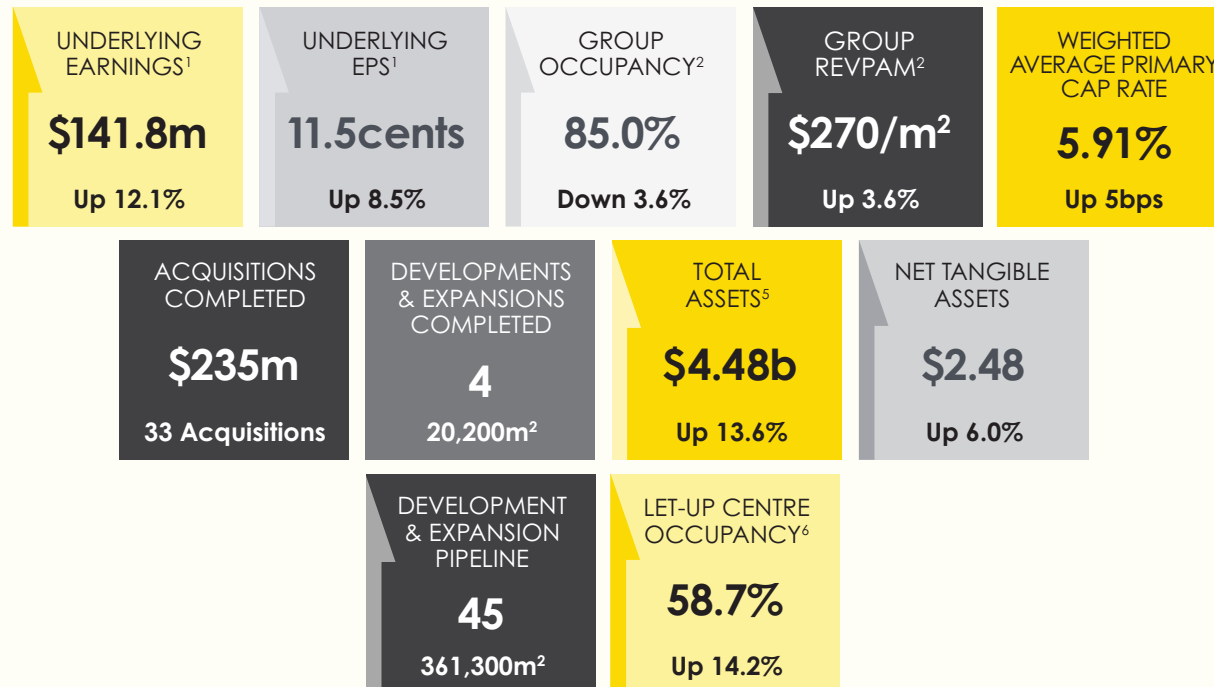 UNDERLYING
EARNINGS¹
$141.8m
Up 12.1%
UNDERLYING
EPS¹
11.5cents
Up 8.5%
GROUP
OCCUPANCY²
85.0%
Down 3.6%
GROUP
REVPAM²
$270/m²
Up 3.6%
WEIGHTED
AVERAGE PRIMARY
CAP RATE
5.91%
Up 5bps
ACQUISITIONS
COMPLETED
$235m
33 Acquisitions
DEVELOPMENTS
& EXPANSIONS
COMPLETED
4
20,200m²
TOTAL
ASSETS⁵
$4.48b
Up 13.6%
NET TANGIBLE
ASSETS
$2.48
Up 6.0%
DEVELOPMENT
& EXPANSION
PIPELINE
45
361,300m²
LET-UP CENTRE
OCCUPANCY⁶
58.7%
Up 14.2%